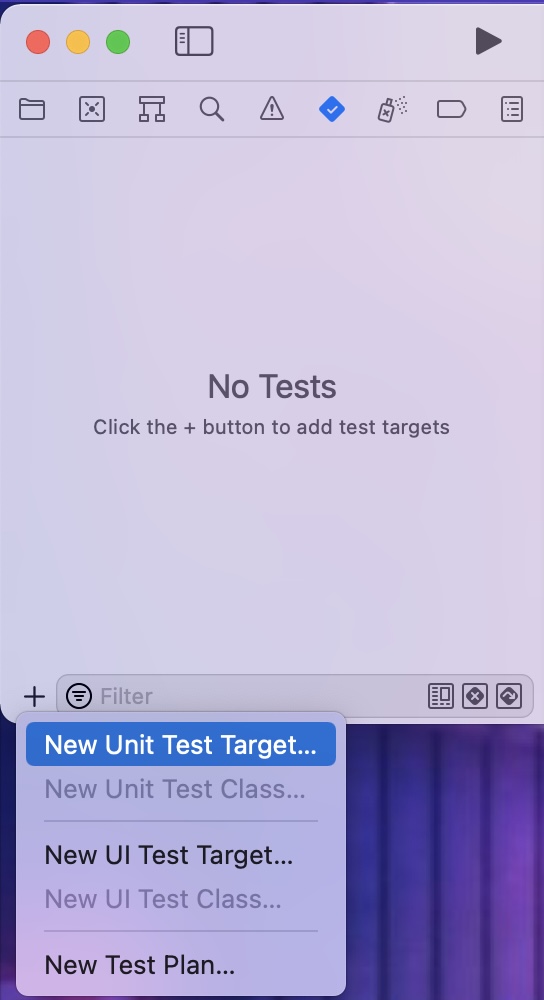 No Tests
Click the + button to add test targets
Filter
New Unit Test Target...
New Unit Test Class...
New UI Test Target...
New UI Test Class...
New Test Plan...